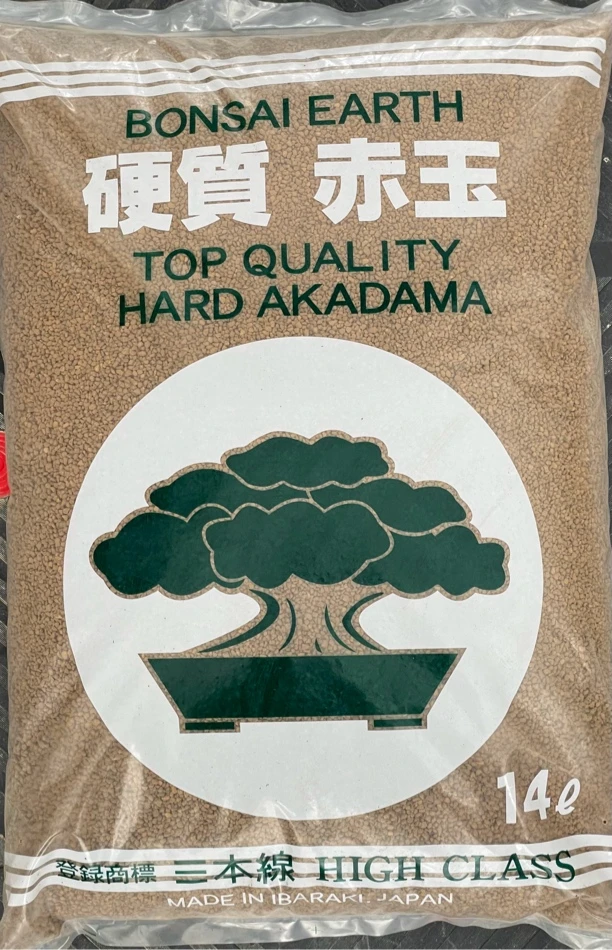 BONSAI EARTH
硬質 赤玉
TOP QUALITY
HARD AKADAMA
14ℓ
登録商標 三本線 HIGH CLASS
MADE IN IBARAKI. JAPAN